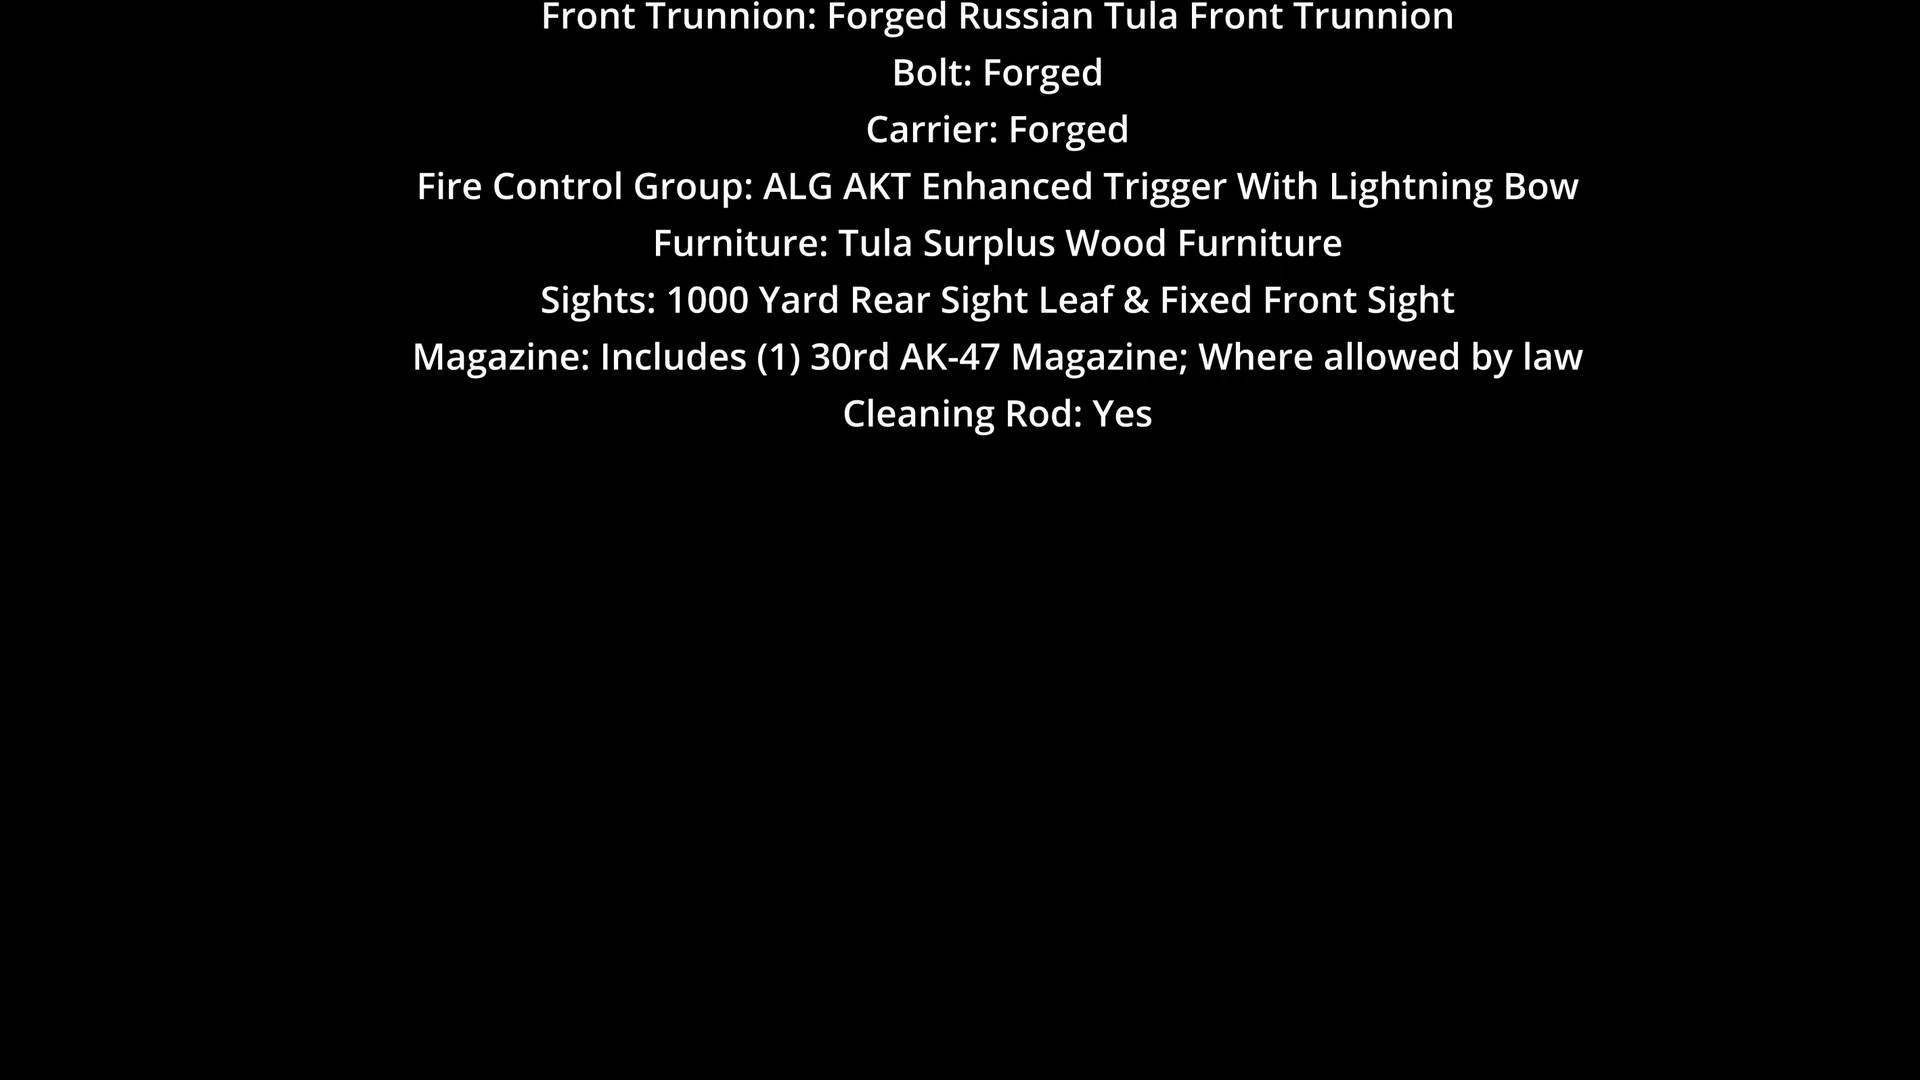 Front Trunnion: Forged Russian Tula Front Trunnion
Bolt: Forged
Carrier: Forged
Fire Control Group: ALG AKT Enhanced Trigger With Lightning Bow
Furniture: Tula Surplus Wood Furniture
Sights: 1000 Yard Rear Sight Leaf & Fixed Front Sight
Magazine: Includes (1) 30rd AK-47 Magazine; Where allowed by law
Cleaning Rod: Yes